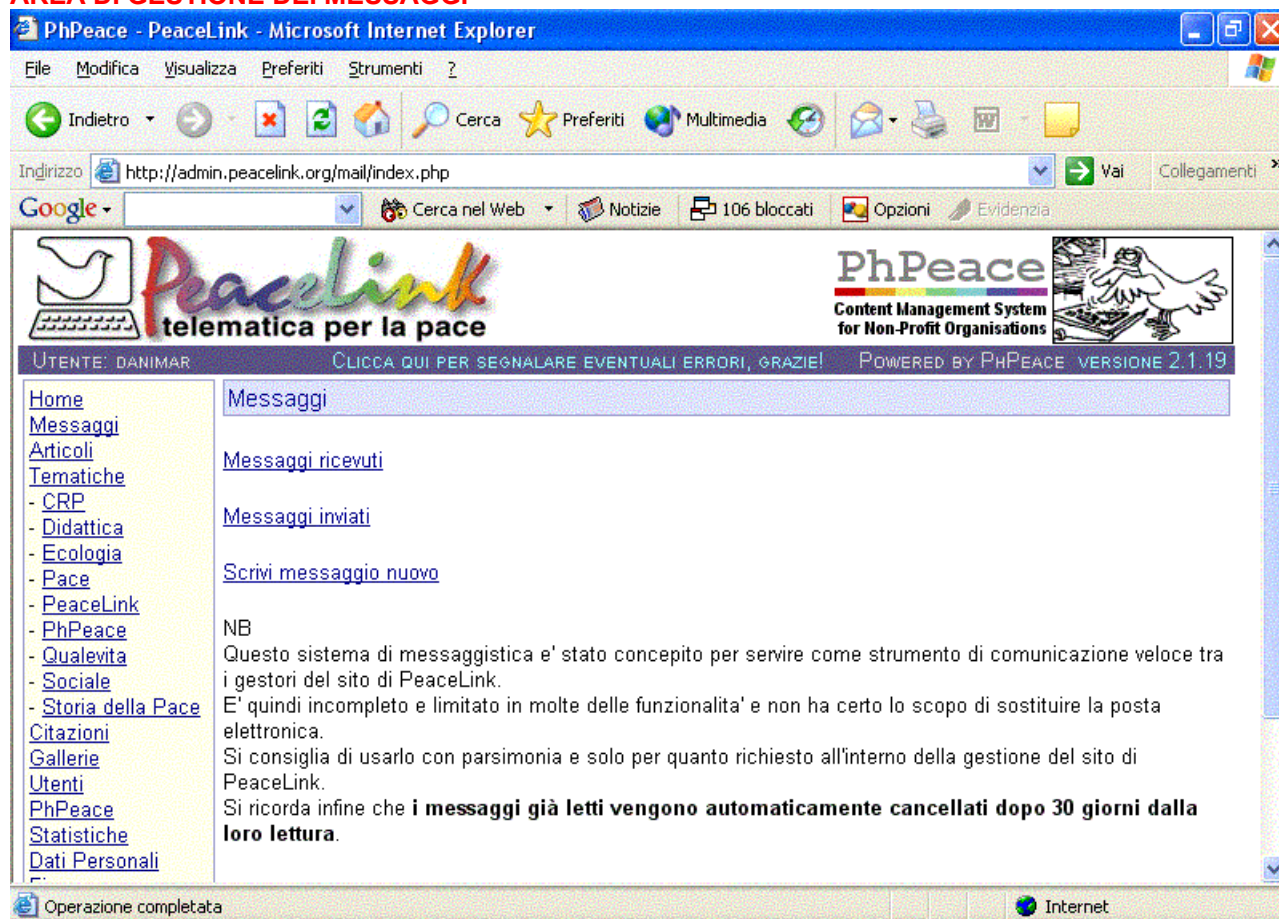 AREA DI GESTIONE DEI MESSAGGI
PhPeace - PeaceLink - Microsoft Internet Explorer
File Modifica Visualizza Preferiti Strumenti ?
Indietro Cerca Preferiti Multimedia
Indirizzo http://admin.peacelink.org/mail/index.php Vai Collegamenti »
Google Cerca nel Web Notizie 106 bloccati Opzioni Evidenzia
PeaceLink
telematica per la pace
PhPeace
Content Management System
for Non-Profit Organisations
UTENTE: DANIMAR CLICCA QUI PER SEGNALARE EVENTUALI ERRORI, GRAZIE! POWERED BY PHPEACE VERSIONE 2.1.19
Home
Messaggi
Articoli
Tematiche
- CRP
- Didattica
- Ecologia
- Pace
- PeaceLink
- PhPeace
- Qualevita
- Sociale
- Storia della Pace
Citazioni
Gallerie
Utenti
PhPeace
Statistiche
Dati Personali
Messaggi
Messaggi ricevuti
Messaggi inviati
Scrivi messaggio nuovo
NB
Questo sistema di messaggistica e' stato concepito per servire come strumento di comunicazione veloce tra
i gestori del sito di PeaceLink.
E' quindi incompleto e limitato in molte delle funzionalita' e non ha certo lo scopo di sostituire la posta
elettronica.
Si consiglia di usarlo con parsimonia e solo per quanto richiesto all'interno della gestione del sito di
PeaceLink.
Si ricorda infine che i messaggi già letti vengono automaticamente cancellati dopo 30 giorni dalla
loro lettura.
Operazione completata Internet